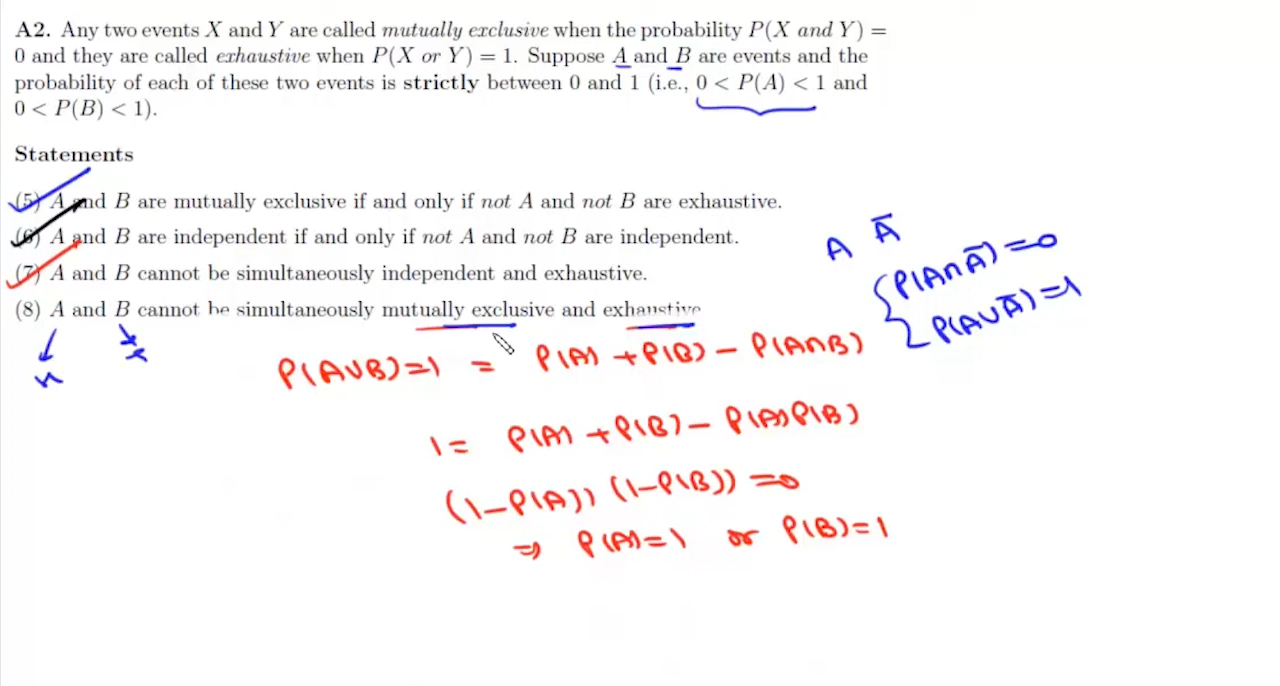 A2. Any two events X and Y are called mutually exclusive when the probability P(X and Y) =
0 and they are called exhaustive when P(X or Y) = 1. Suppose A and B are events and the
probability of each of these two events is strictly between 0 and 1 (i.e., 0 < P(A) < 1 and
0 < P(B) < 1).
Statements
(5) A and B are mutually exclusive if and only if not A and not B are exhaustive.
(6) A and B are independent if and only if not A and not B are independent.
(7) A and B cannot be simultaneously independent and exhaustive.
(8) A and B cannot be simultaneously mutually exclusive and exhaustive
A Ā
P(A∩Ā)=0
P(A∪Ā)=1
P(A∪B)=1 = P(A) +P(B) – P(A∩B)
1= P(A) +P(B) – P(A)P(B)
(1–P(A)) (1–P(B)) =0
⇒ P(A)=1 or P(B)=1